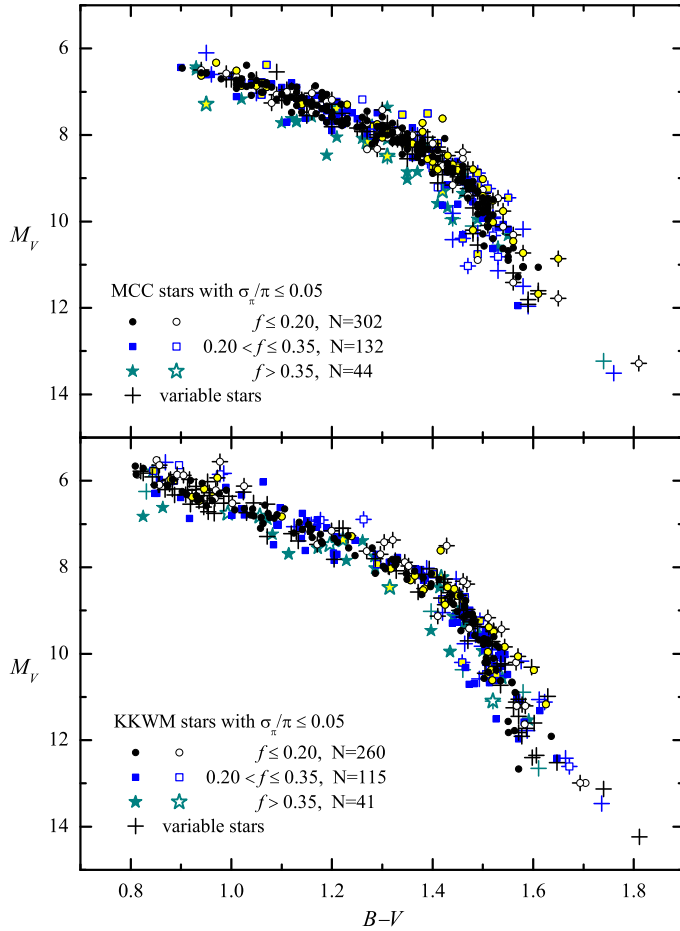 6
8
10
12
14
M_V
MCC stars with σ_π/π ≤ 0.05
f ≤ 0.20, N=302
0.20 < f ≤ 0.35, N=132
f > 0.35, N=44
variable stars
6
8
10
12
14
M_V
KKWM stars with σ_π/π ≤ 0.05
f ≤ 0.20, N=260
0.20 < f ≤ 0.35, N=115
f > 0.35, N=41
variable stars
0.8 1.0 1.2 1.4 1.6 1.8
B–V